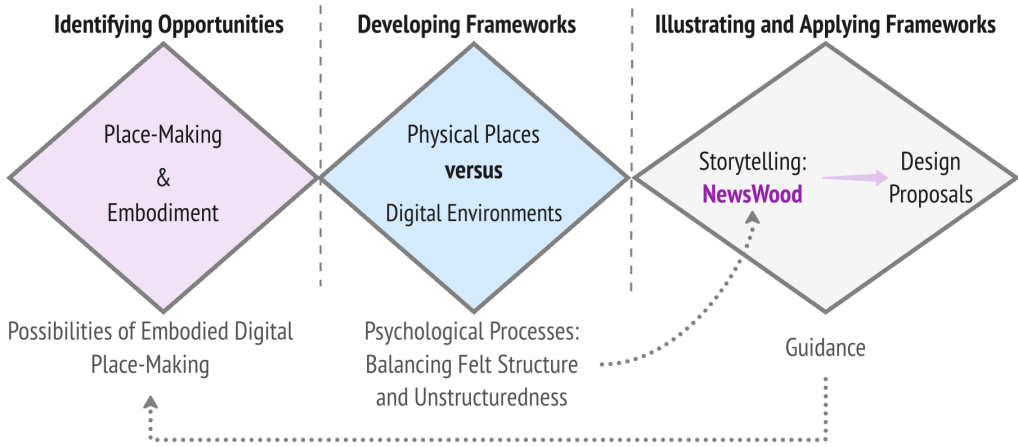 Identifying Opportunities
Developing Frameworks
Illustrating and Applying Frameworks
Place-Making
&
Embodiment
Physical Places
versus
Digital Environments
Storytelling:
NewsWood
Design
Proposals
Possibilities of Embodied Digital
Place-Making
Psychological Processes:
Balancing Felt Structure
and Unstructuredness
Guidance